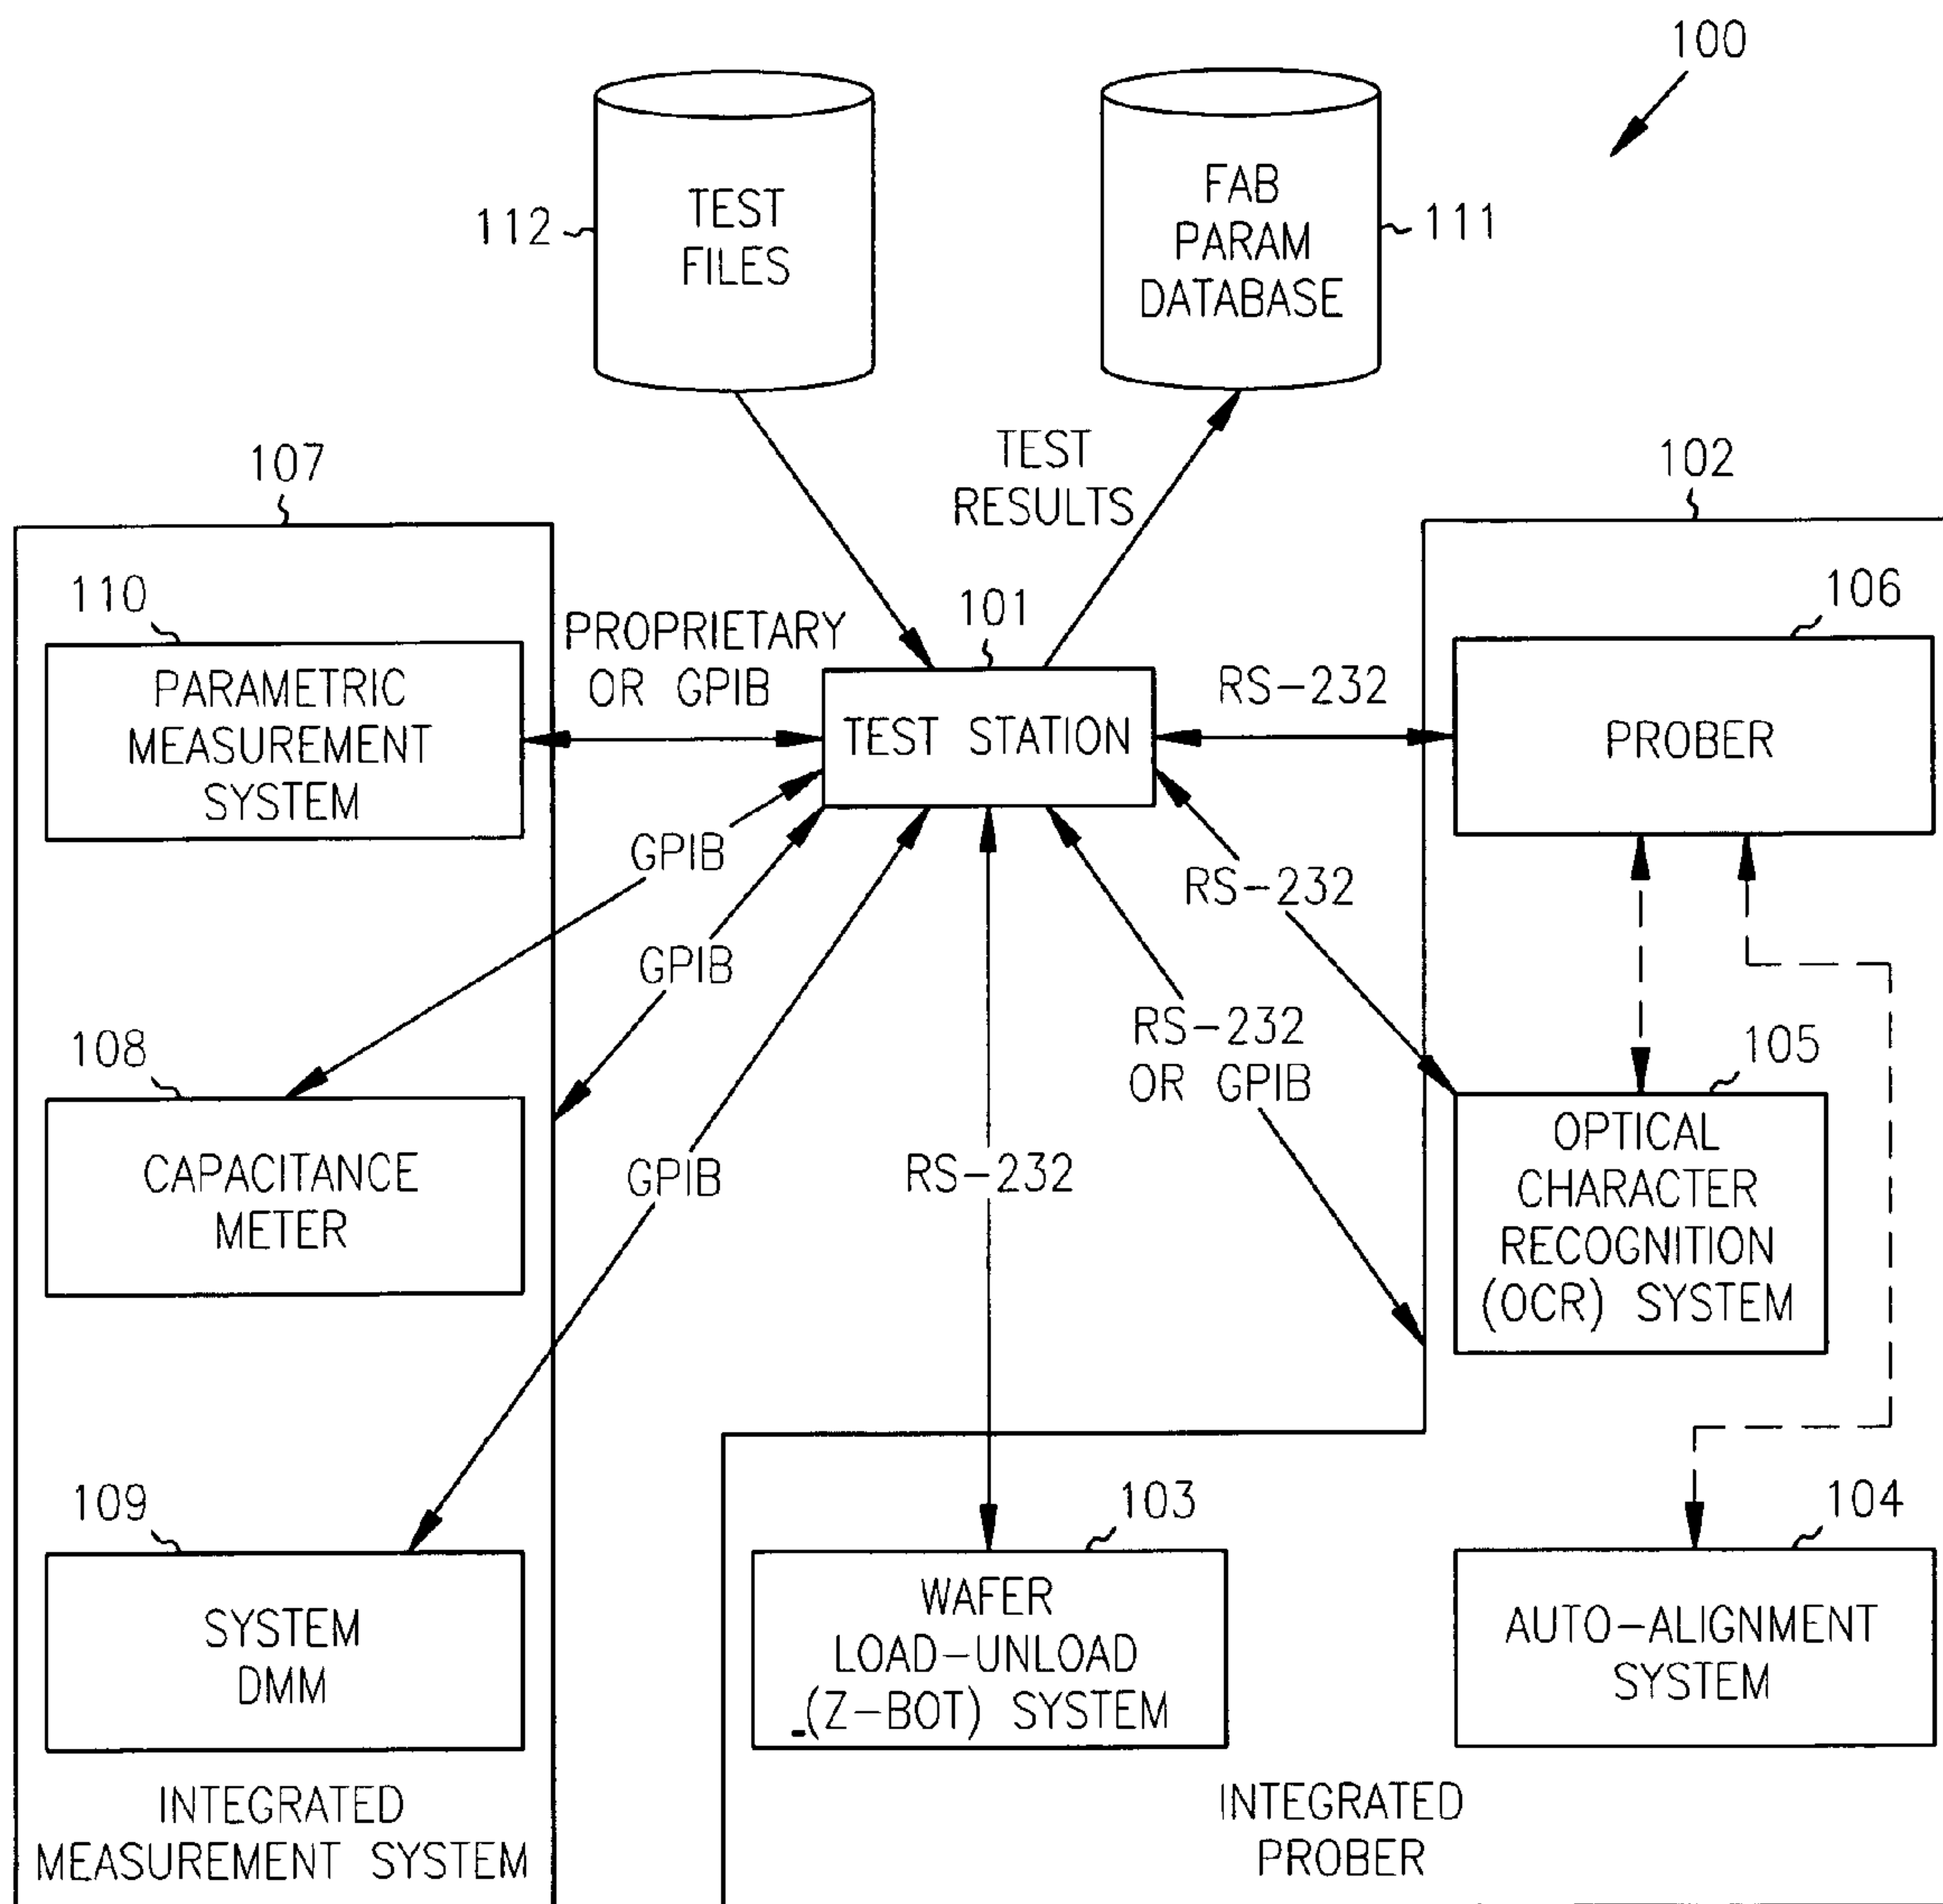 100
TEST
FILES
112
FAB
PARAM
DATABASE
111
TEST
RESULTS
107
102
110
PARAMETRIC
MEASUREMENT
SYSTEM
PROPRIETARY
OR GPIB
101
TEST STATION
RS-232
106
PROBER
GPIB
GPIB
GPIB
RS-232
RS-232
OR GPIB
RS-232
108
CAPACITANCE
METER
105
OPTICAL
CHARACTER
RECOGNITION
(OCR) SYSTEM
109
SYSTEM
DMM
103
WAFER
LOAD-UNLOAD
(Z-BOT) SYSTEM
104
AUTO-ALIGNMENT
SYSTEM
INTEGRATED
MEASUREMENT SYSTEM
INTEGRATED
PROBER